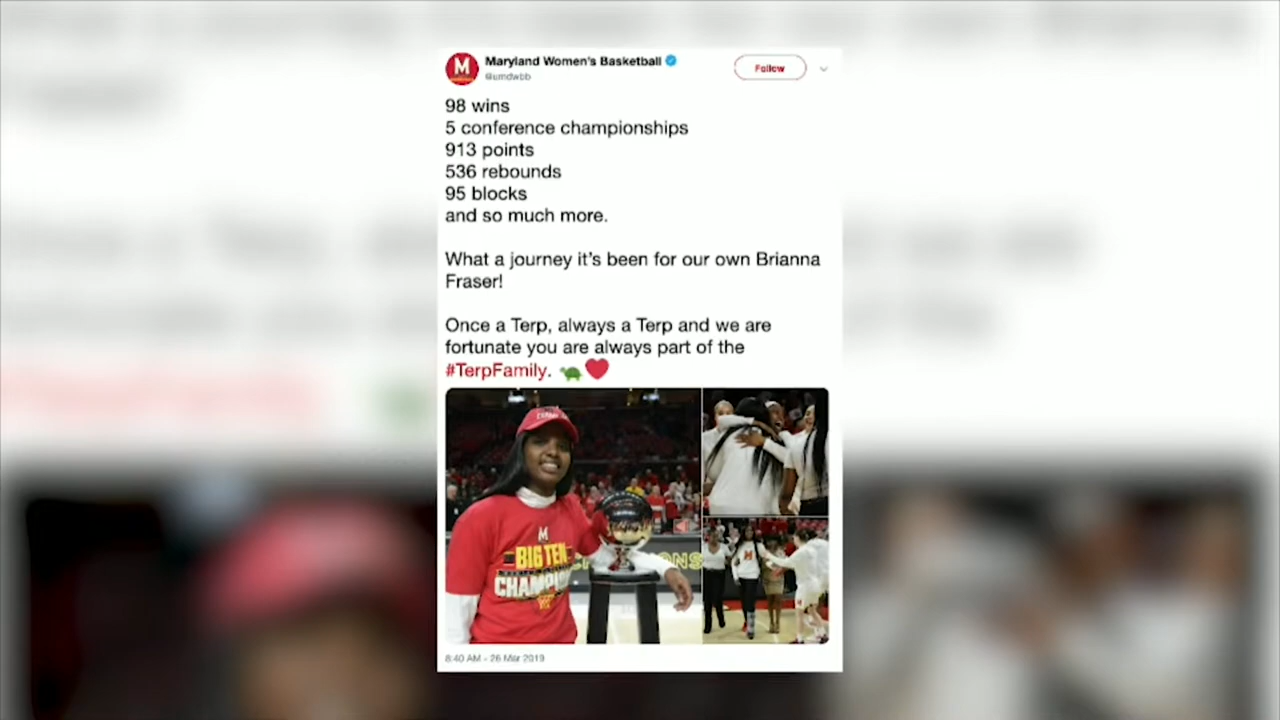 Maryland Women's Basketball
@umdwbb
Follow
98 wins
5 conference championships
913 points
536 rebounds
95 blocks
and so much more.
What a journey it's been for our own Brianna
Fraser!
Once a Terp, always a Terp and we are
fortunate you are always part of the
#TerpFamily. 🐢❤️
M
BIG TEN
8:40 AM - 26 Mar 2019